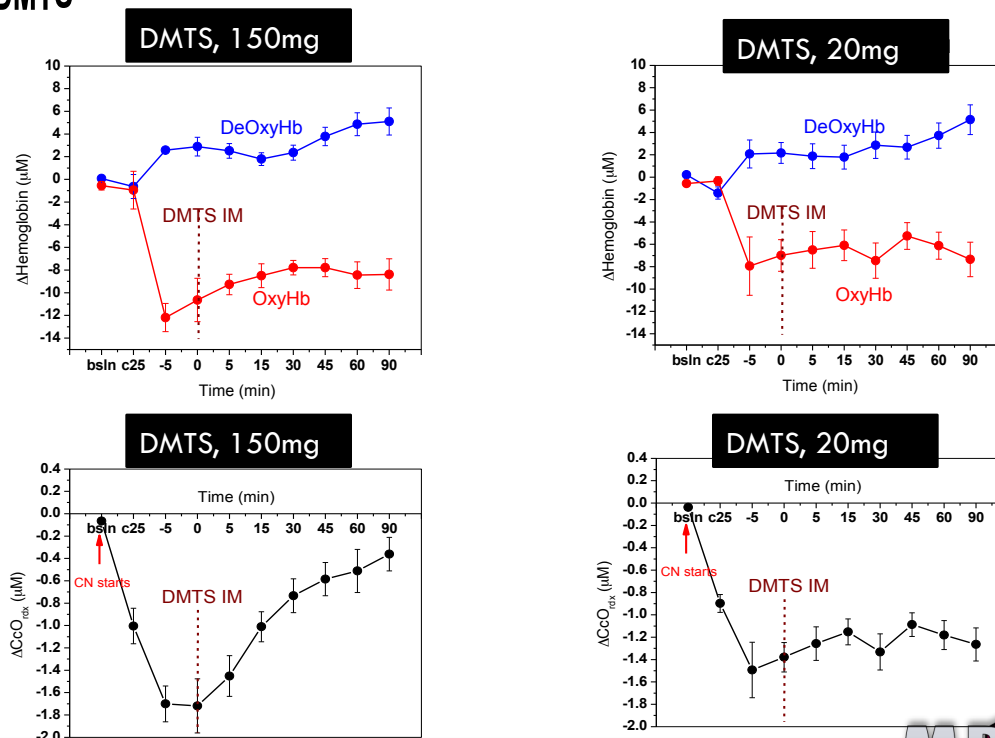 DMTS
DMTS, 150mg
10
8
6
4
2
0
-2
-4
-6
-8
-10
-12
-14
ΔHemoglobin (μM)
DeOxyHb
DMTS IM
OxyHb
bsln c25 -5 0 5 15 30 45 60 90
Time (min)
DMTS, 20mg
10
8
6
4
2
0
-2
-4
-6
-8
-10
-12
-14
ΔHemoglobin (μM)
DeOxyHb
DMTS IM
OxyHb
bsln c25 -5 0 5 15 30 45 60 90
Time (min)
DMTS, 150mg
0.4
0.2
0.0
-0.2
-0.4
-0.6
-0.8
-1.0
-1.2
-1.4
-1.6
-1.8
-2.0
ΔCcO rdx (μM)
Time (min)
bsln c25 -5 0 5 15 30 45 60 90
CN starts
DMTS IM
DMTS, 20mg
0.4
0.2
0.0
-0.2
-0.4
-0.6
-0.8
-1.0
-1.2
-1.4
-1.6
-1.8
-2.0
ΔCcO rdx (μM)
Time (min)
bsln c25 -5 0 5 15 30 45 60 90
CN starts
DMTS IM